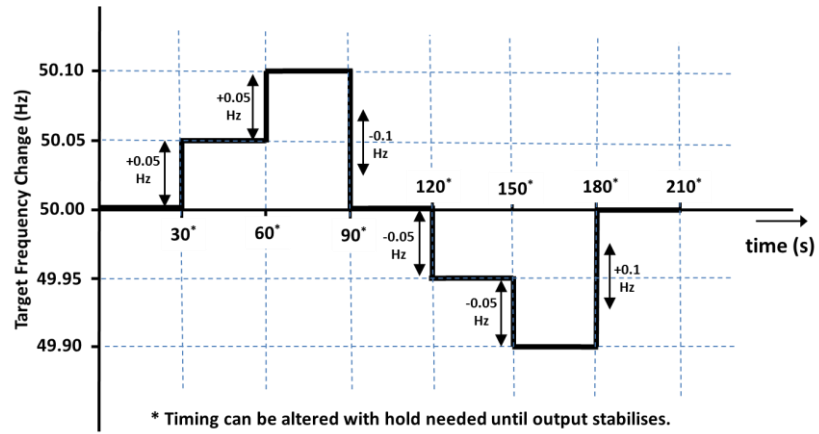 Target Frequency Change (Hz)
50.10
50.05
50.00
49.95
49.90
+0.05
Hz
+0.05
Hz
-0.1
Hz
30*
60*
90*
120*
150*
180*
210*
-0.05
Hz
-0.05
Hz
+0.1
Hz
time (s)
* Timing can be altered with hold needed until output stabilises.